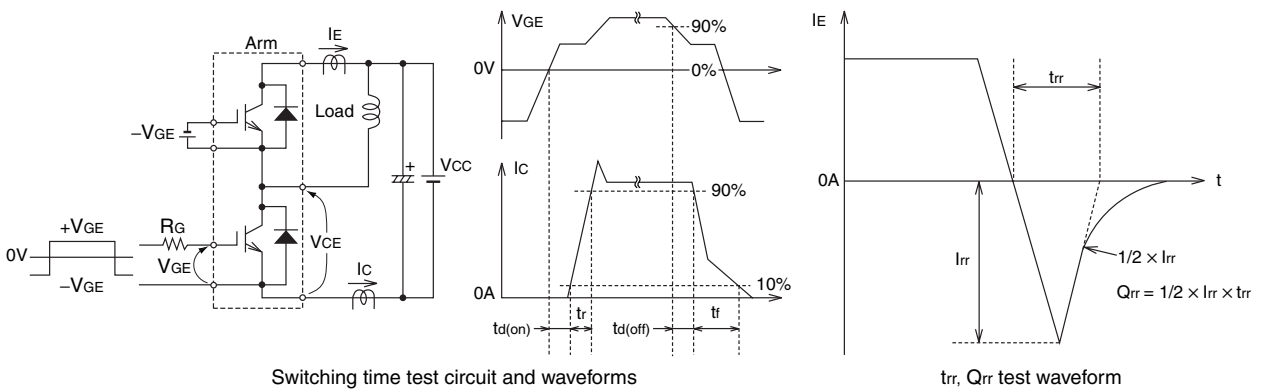 Arm
IE
Load
−VGE
+
VCC
+VGE
0V
−VGE
RG
VGE
VCE
IC
VGE
90%
0V
0%
IC
90%
0A
10%
td(on)
tr
td(off)
tf
Switching time test circuit and waveforms
IE
trr
0A
t
Irr
1/2 × Irr
Qrr = 1/2 × Irr × trr
trr, Qrr test waveform